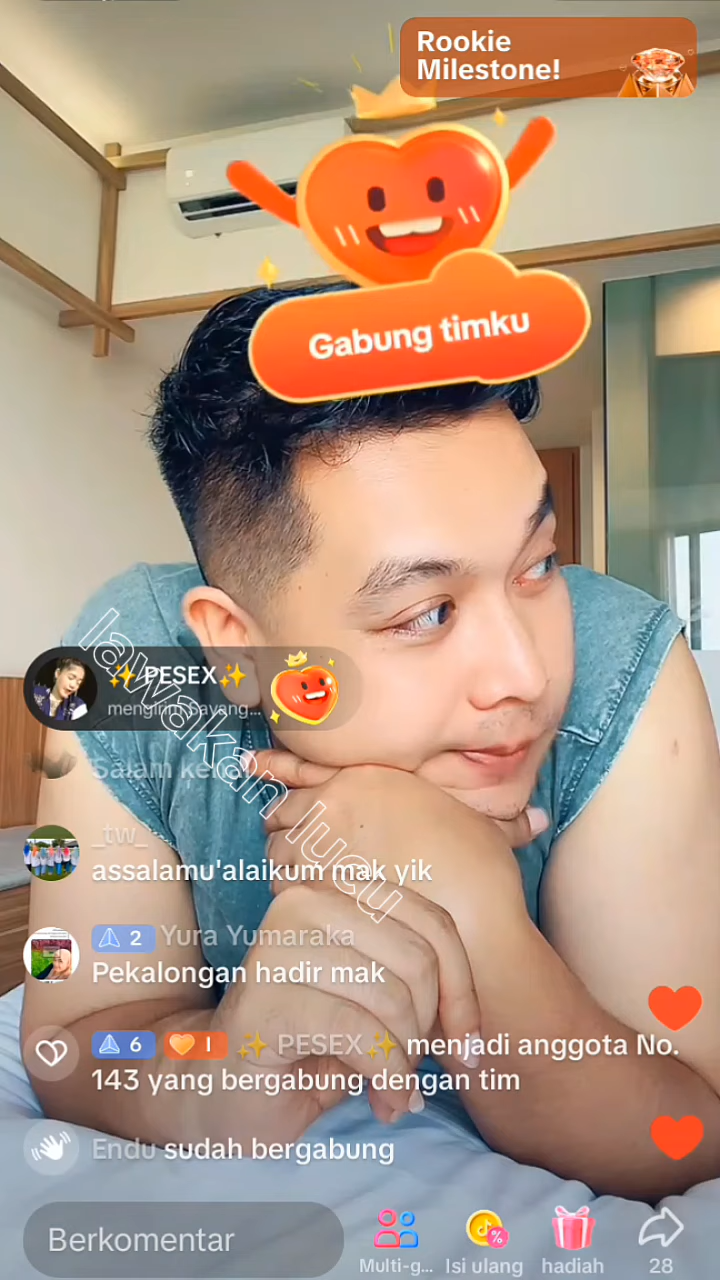 Rookie
Milestone!
Gabung timku
✨ PESEX ✨
mengirim Sayang...
lawakan lucu
Salam kenal
_tw_
assalamu'alaikum mak yik
2 Yura Yumaraka
Pekalongan hadir mak
6 1 ✨ PESEX ✨ menjadi anggota No.
143 yang bergabung dengan tim
Endu sudah bergabung
Berkomentar
Multi-g...
Isi ulang
hadiah
28